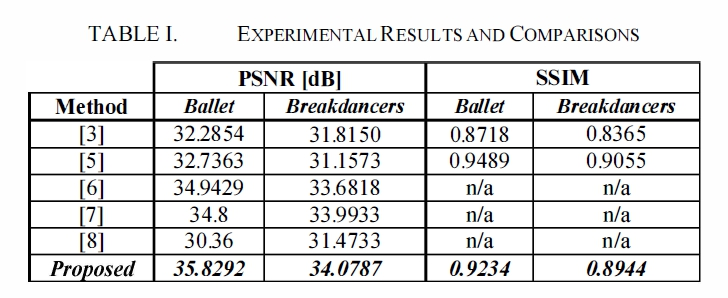 TABLE I. EXPERIMENTAL RESULTS AND COMPARISONS
PSNR [dB] SSIM
Method Ballet Breakdancers Ballet Breakdancers
[3] 32.2854 31.8150 0.8718 0.8365
[5] 32.7363 31.1573 0.9489 0.9055
[6] 34.9429 33.6818 n/a n/a
[7] 34.8 33.9933 n/a n/a
[8] 30.36 31.4733 n/a n/a
Proposed 35.8292 34.0787 0.9234 0.8944